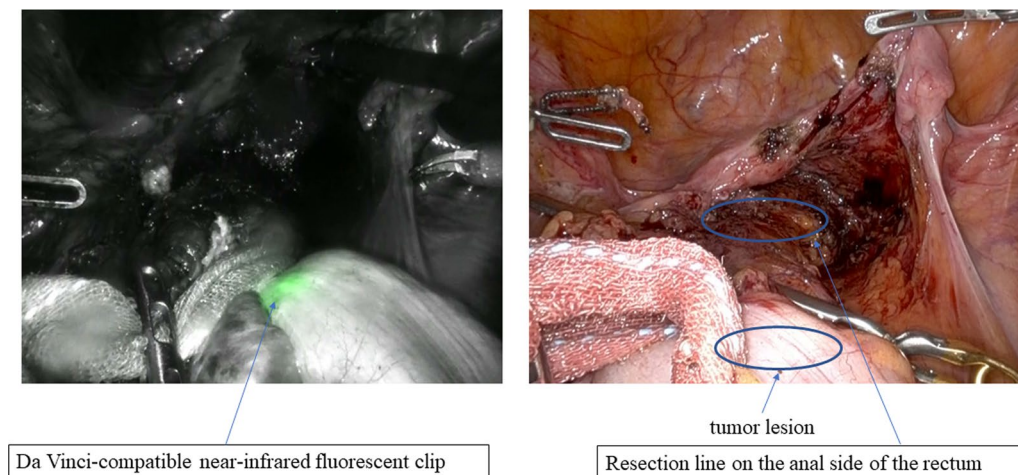 tumor lesion
Da Vinci-compatible near-infrared fluorescent clip
Resection line on the anal side of the rectum